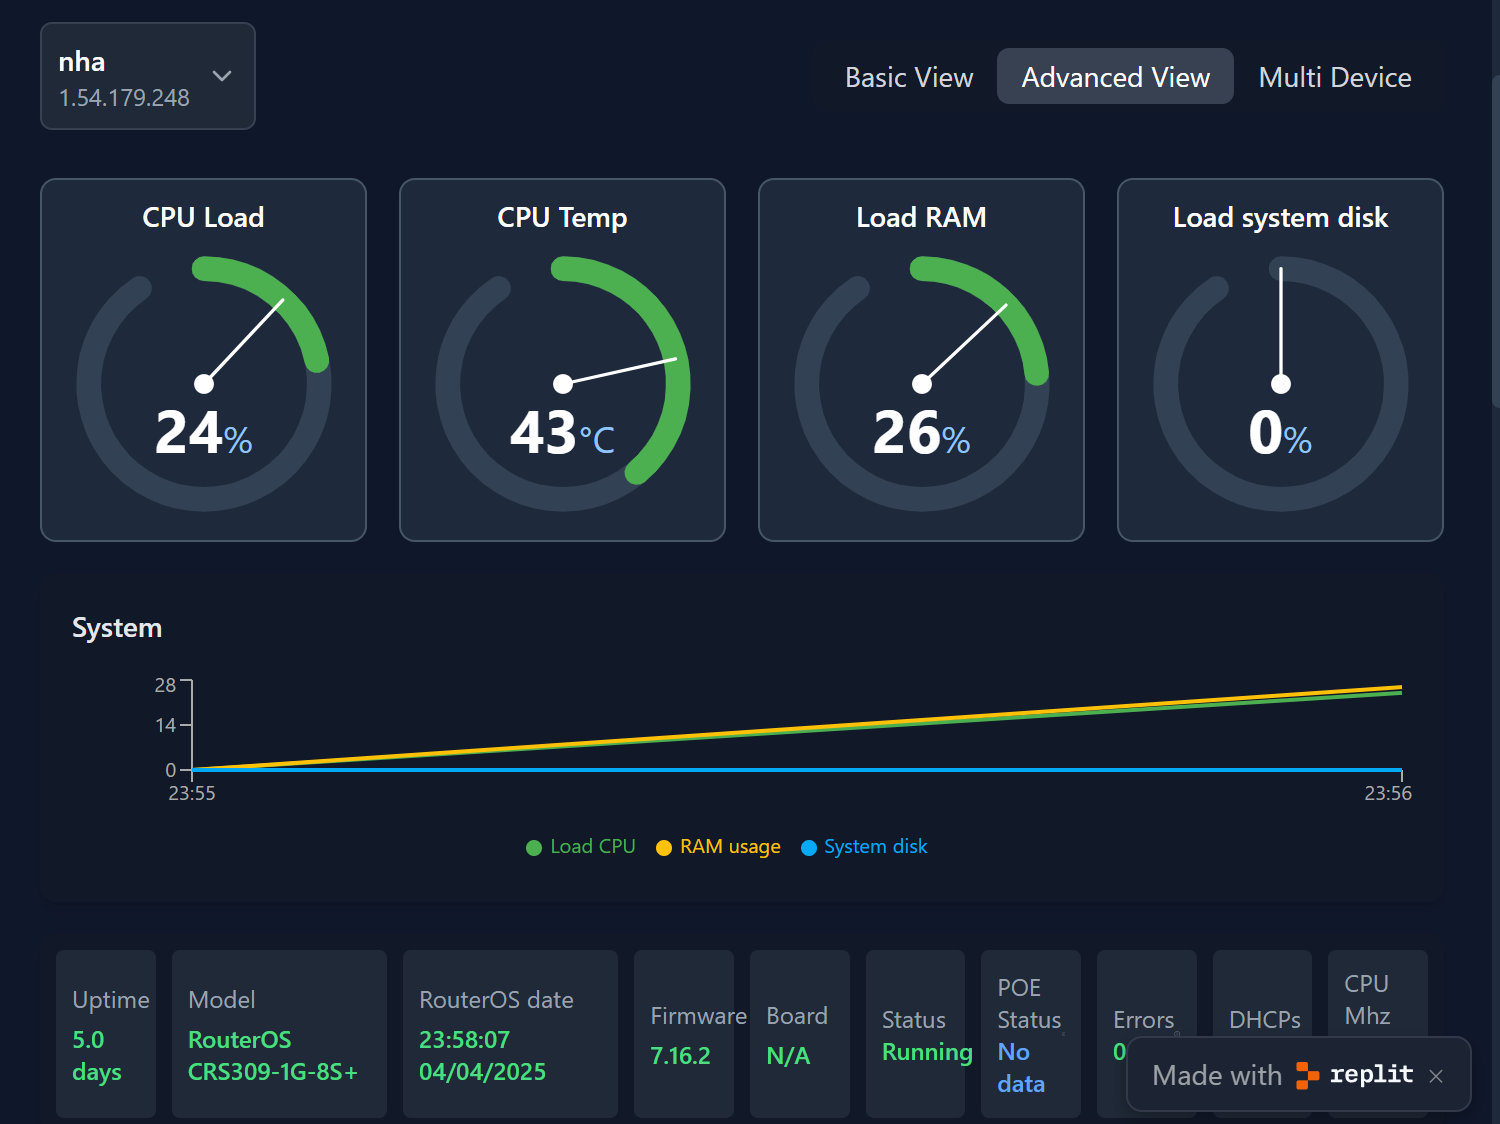 nha
1.54.179.248
Basic View
Advanced View
Multi Device
CPU Load
24%
CPU Temp
43°C
Load RAM
26%
Load system disk
0%
System
28
14
0
23:55
23:56
Load CPU
RAM usage
System disk
Uptime
5.0
days
Model
RouterOS
CRS309-1G-8S+
RouterOS date
23:58:07
04/04/2025
Firmware
7.16.2
Board
N/A
Status
Running
POE
Status
No
data
Errors
0
DHCPs
CPU
Mhz
Made with replit